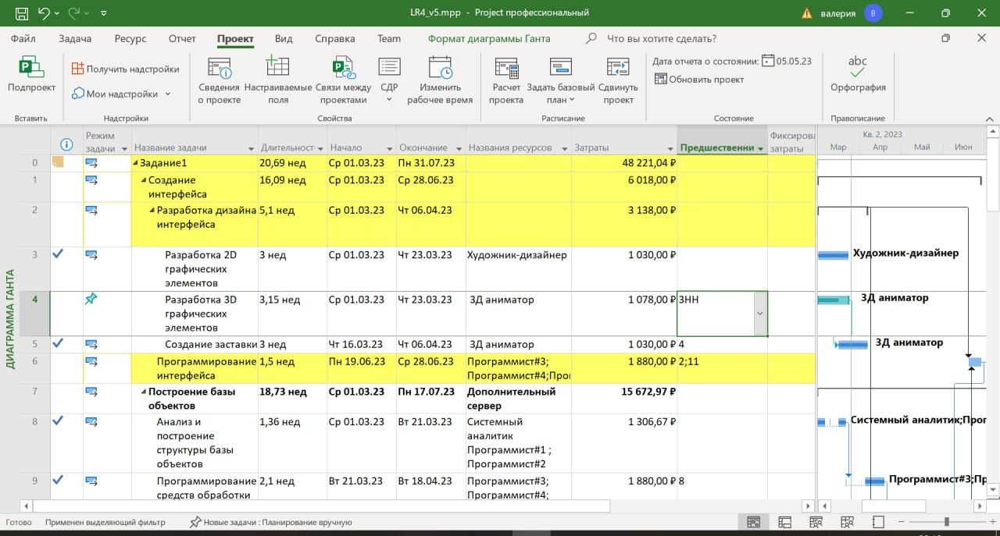 LR4_v5.mpp - Project профессиональный
валерия
В
Файл Задача Ресурс Отчет Проект Вид Справка Team Формат диаграммы Ганта Что вы хотите сделать?
Подпроект
Вставить
Получить надстройки
Мои надстройки
Надстройки
Сведения о проекте
Настраиваемые поля
Связи между проектами
СДР
Изменить рабочее время
Свойства
Расчет проекта
Задать базовый план
Сдвинуть проект
Расписание
Дата отчета о состоянии: 05.05.23
Обновить проект
Состояние
abc
Орфография
Правописание
ДИАГРАММА ГАНТА
Режим задачи Название задачи Длительност Начало Окончание Названия ресурсов Затраты Предшественни Фиксирова затраты
Кв. 2, 2023
Мар Апр Май Июн
0 Задание1 20,69 нед Ср 01.03.23 Пн 31.07.23 48 221,04 ₽
1 Создание интерфейса 16,09 нед Ср 01.03.23 Ср 28.06.23 6 018,00 ₽
2 Разработка дизайна интерфейса 5,1 нед Ср 01.03.23 Чт 06.04.23 3 138,00 ₽
3 Разработка 2D графических элементов 3 нед Ср 01.03.23 Чт 23.03.23 Художник-дизайнер 1 030,00 ₽
Художник-дизайнер
4 Разработка 3D графических элементов 3,15 нед Ср 01.03.23 Чт 23.03.23 3Д аниматор 1 078,00 ₽ 3НН
3Д аниматор
5 Создание заставки 3 нед Чт 16.03.23 Чт 06.04.23 3Д аниматор 1 030,00 ₽ 4
3Д аниматор
6 Программирование интерфейса 1,5 нед Пн 19.06.23 Ср 28.06.23 Программист#3; Программист#4;Про 1 880,00 ₽ 2;11
7 Построение базы объектов 18,73 нед Ср 01.03.23 Пн 17.07.23 Дополнительный сервер 15 672,97 ₽
8 Анализ и построение структуры базы объектов 1,36 нед Ср 01.03.23 Вт 21.03.23 Системный аналитик Программист#1 ; Программист#2 1 306,67 ₽
Системный аналитик;Прог
9 Программирование средств обработки 2,1 нед Вт 21.03.23 Вт 18.04.23 Программист#3; Программист#4; 1 880,00 ₽ 8
Программист#3;Пр
Готово Применен выделяющий фильтр Новые задачи : Планирование вручную